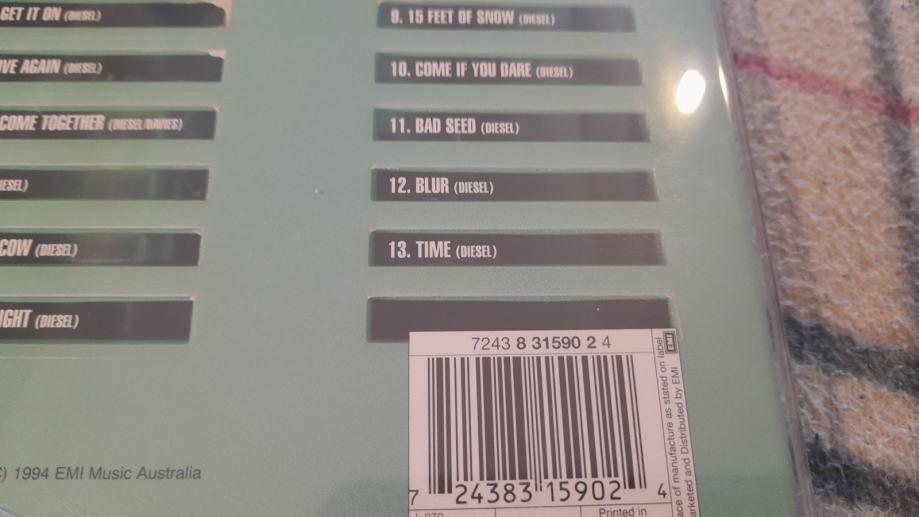 GET IT ON (DIESEL)
AGAIN (DIESEL)
COME TOGETHER (DIESEL/DAVIES)
COW (DIESEL)
(DIESEL)
9. 15 FEET OF SNOW (DIESEL)
10. COME IF YOU DARE (DIESEL)
11. BAD SEED (DIESEL)
12. BLUR (DIESEL)
13. TIME (DIESEL)
7243 8 31590 2 4
7 24383 15902 4
EMI
ace of manufacture as stated on label
arketed and Distributed by EMI
Printed in
1994 EMI Music Australia